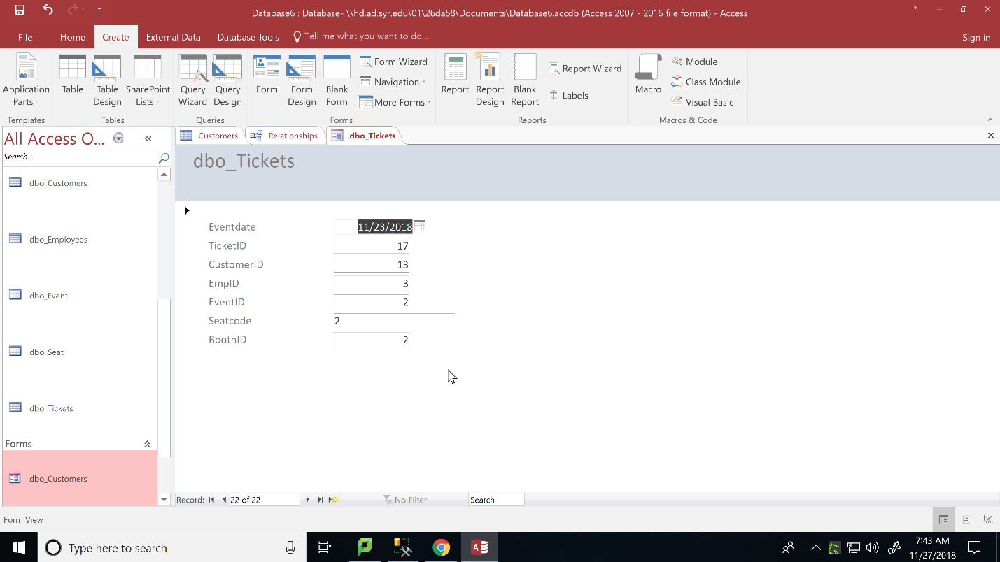 Database6 : Database- \\hd.ad.syr.edu\01\26da58\Documents\Database6.accdb (Access 2007 - 2016 file format) - Access
?
File Home Create External Data Database Tools Tell me what you want to do...
Sign in
Application Parts
Table
Table Design
SharePoint Lists
Query Wizard
Query Design
Form
Form Design
Blank Form
Form Wizard
Navigation
More Forms
Report
Report Design
Blank Report
Report Wizard
Labels
Macro
Module
Class Module
Visual Basic
Templates Tables Queries Forms Reports Macros & Code
All Access O...
Search...
dbo_Customers
dbo_Employees
dbo_Event
dbo_Seat
dbo_Tickets
Forms
dbo_Customers
Customers Relationships dbo_Tickets
dbo_Tickets
Eventdate 11/23/2018
TicketID 17
CustomerID 13
EmpID 3
EventID 2
Seatcode 2
BoothID 2
Record: 22 of 22 No Filter Search
Form View
Type here to search
7:43 AM
11/27/2018